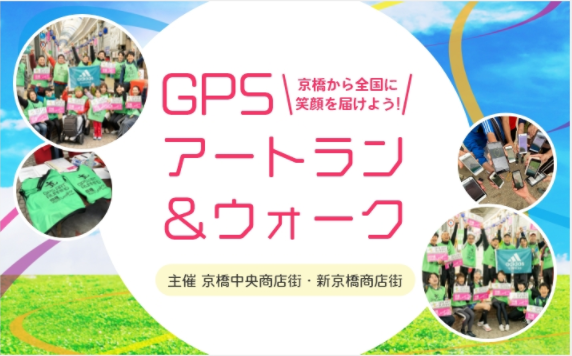 GPS
京橋から全国に
笑顔を届けよう!
アートラン
&ウォーク
主催 京橋中央商店街・新京橋商店街